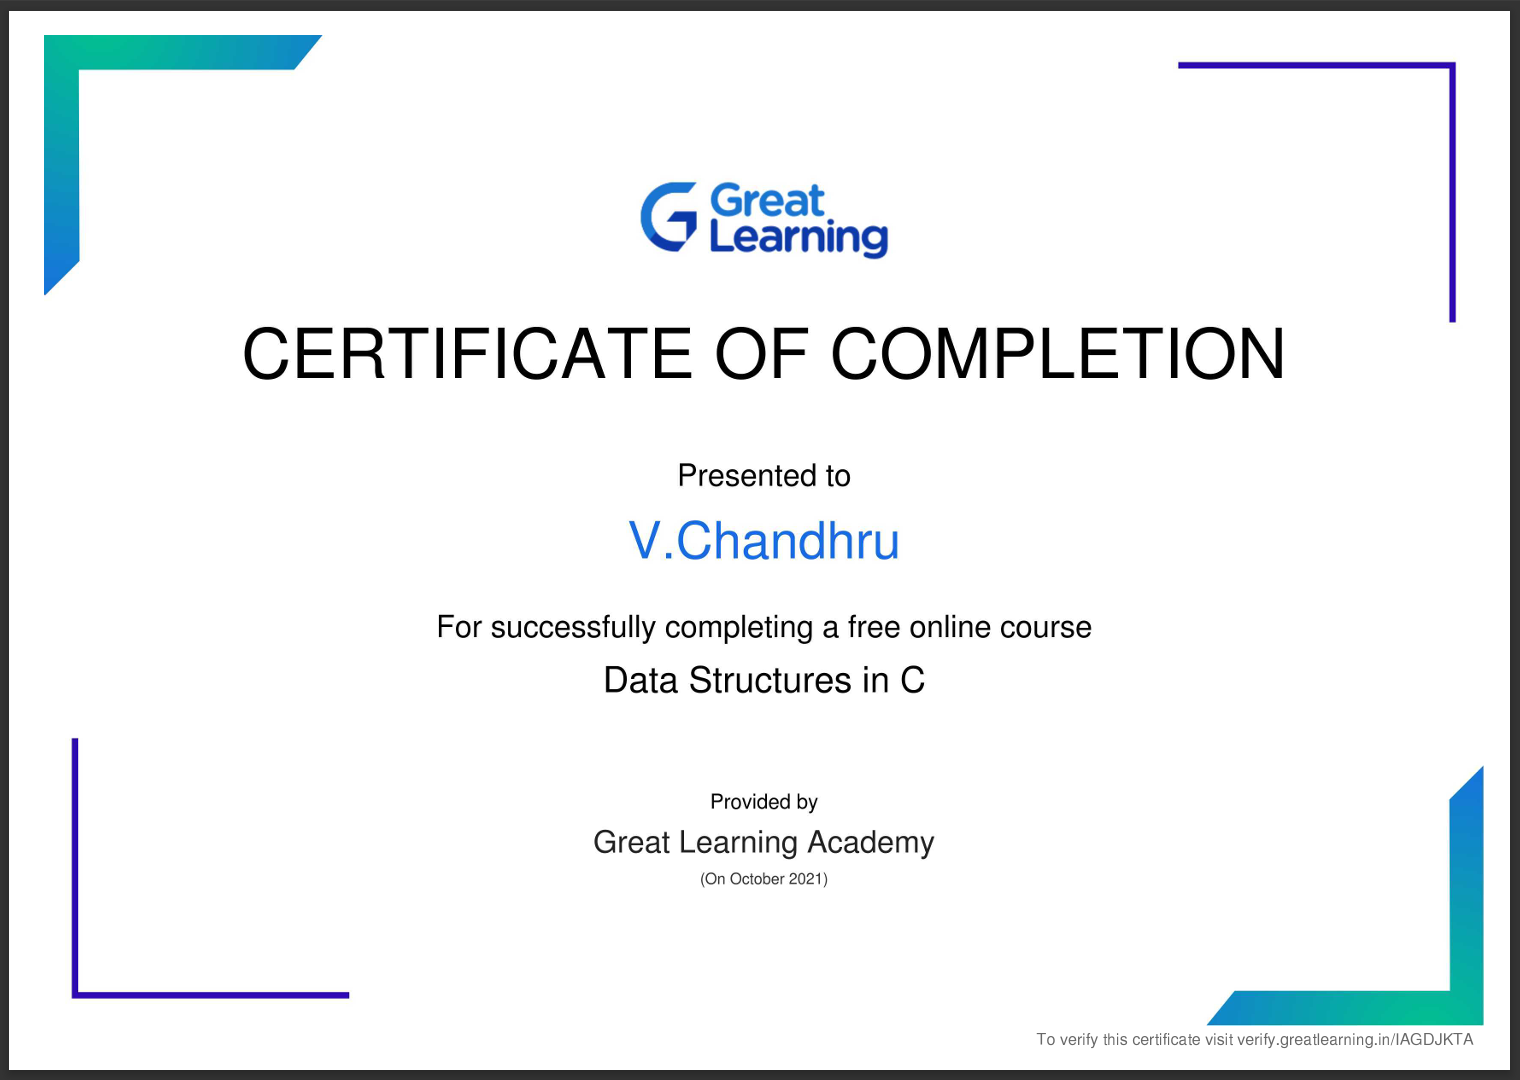 Great
Learning
CERTIFICATE OF COMPLETION
Presented to
V.Chandhru
For successfully completing a free online course
Data Structures in C
Provided by
Great Learning Academy
(On October 2021)
To verify this certificate visit verify.greatlearning.in/IAGDJKTA